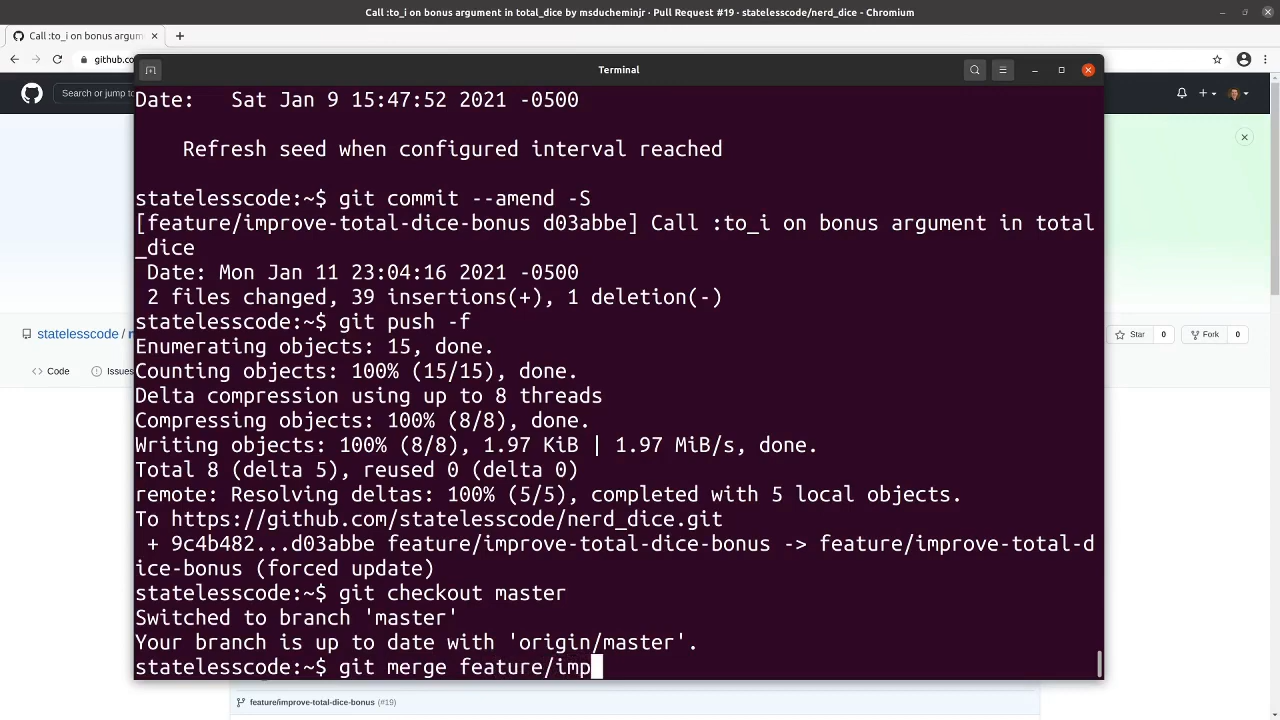 Call :to_i on bonus argument in total_dice by msducheminjr · Pull Request #19 · statelesscode/nerd_dice - Chromium
Call :to_i on bonus argum
github.co
Terminal
Search or jump to
Date:   Sat Jan 9 15:47:52 2021 -0500
Refresh seed when configured interval reached
statelesscode:~$ git commit --amend -S
[feature/improve-total-dice-bonus d03abbe] Call :to_i on bonus argument in total
_dice
Date: Mon Jan 11 23:04:16 2021 -0500
2 files changed, 39 insertions(+), 1 deletion(-)
statelesscode:~$ git push -f
Enumerating objects: 15, done.
Counting objects: 100% (15/15), done.
Delta compression using up to 8 threads
Compressing objects: 100% (8/8), done.
Writing objects: 100% (8/8), 1.97 KiB | 1.97 MiB/s, done.
Total 8 (delta 5), reused 0 (delta 0)
remote: Resolving deltas: 100% (5/5), completed with 5 local objects.
To https://github.com/statelesscode/nerd_dice.git
+ 9c4b482...d03abbe feature/improve-total-dice-bonus -> feature/improve-total-d
ice-bonus (forced update)
statelesscode:~$ git checkout master
Switched to branch 'master'
Your branch is up to date with 'origin/master'.
statelesscode:~$ git merge feature/imp
statelesscode / n
Star 0 Fork 0
Code Issues
feature/improve-total-dice-bonus (#19)